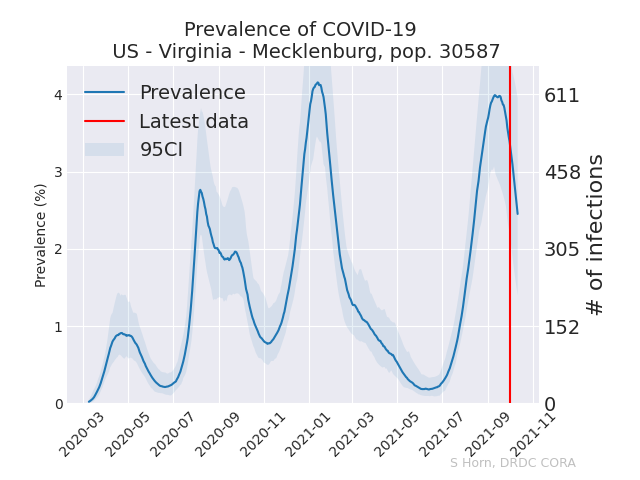 Prevalence of COVID-19
US - Virginia - Mecklenburg, pop. 30587
Prevalence
Latest data
95CI
Prevalence (%)
4
3
2
1
0
611
458
305
152
0
# of infections
2020-03
2020-05
2020-07
2020-09
2020-11
2021-01
2021-03
2021-05
2021-07
2021-09
2021-11
S Horn, DRDC CORA